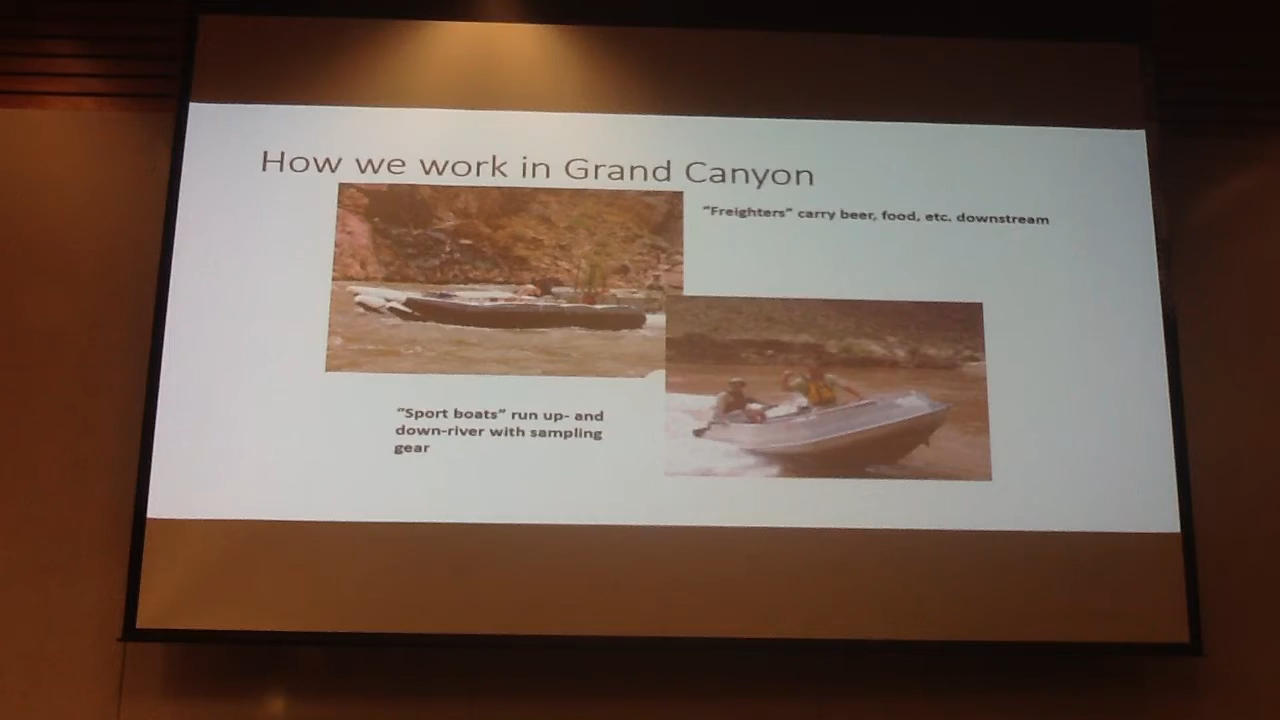 How we work in Grand Canyon
“Freighters” carry beer, food, etc. downstream
“Sport boats” run up- and
down-river with sampling
gear